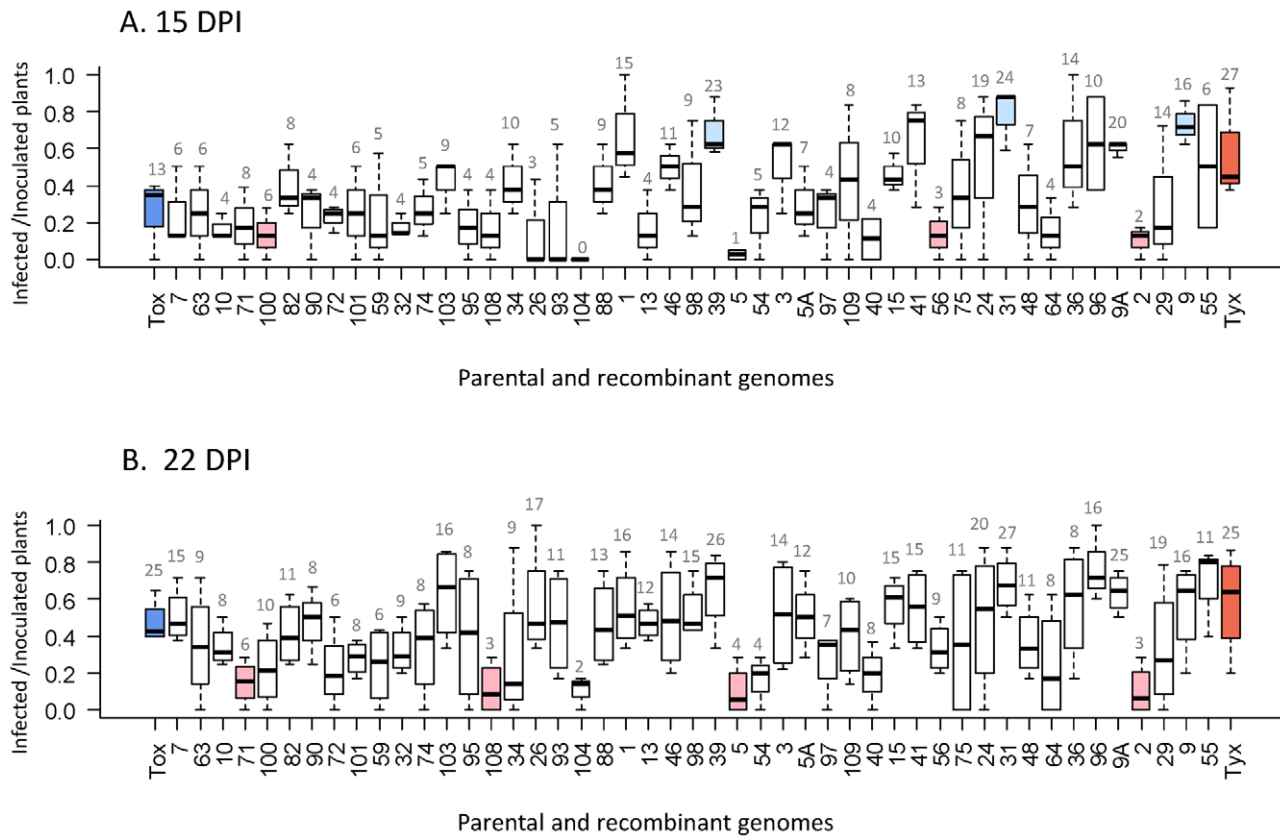 A. 15 DPI
Infected /Inoculated plants
1.0
0.8
0.6
0.4
0.2
0.0
13 6 6 4 8 6 8 4 4 6 5 4 5 9 4 4 10 3 5 0 9 15 4 11 9 23 1 5 12 7 4 8 4 10 13 3 8 19 24 7 4 14 10 20 2 14 16 6 27
Tox 7 63 10 71 100 82 90 72 101 59 32 74 103 95 108 34 26 93 104 88 1 13 46 98 39 5 54 3 5A 97 109 40 15 41 56 75 24 31 48 64 36 96 9A 2 29 9 55 Tyx
Parental and recombinant genomes
B. 22 DPI
Infected /Inoculated plants
1.0
0.8
0.6
0.4
0.2
0.0
25 15 9 8 6 10 11 8 6 8 6 9 8 16 8 3 9 17 11 2 13 16 12 14 15 26 4 4 14 12 7 10 8 15 15 9 11 20 27 11 8 8 16 25 3 19 16 11 25
Tox 7 63 10 71 100 82 90 72 101 59 32 74 103 95 108 34 26 93 104 88 1 13 46 98 39 5 54 3 5A 97 109 40 15 41 56 75 24 31 48 64 36 96 9A 2 29 9 55 Tyx
Parental and recombinant genomes